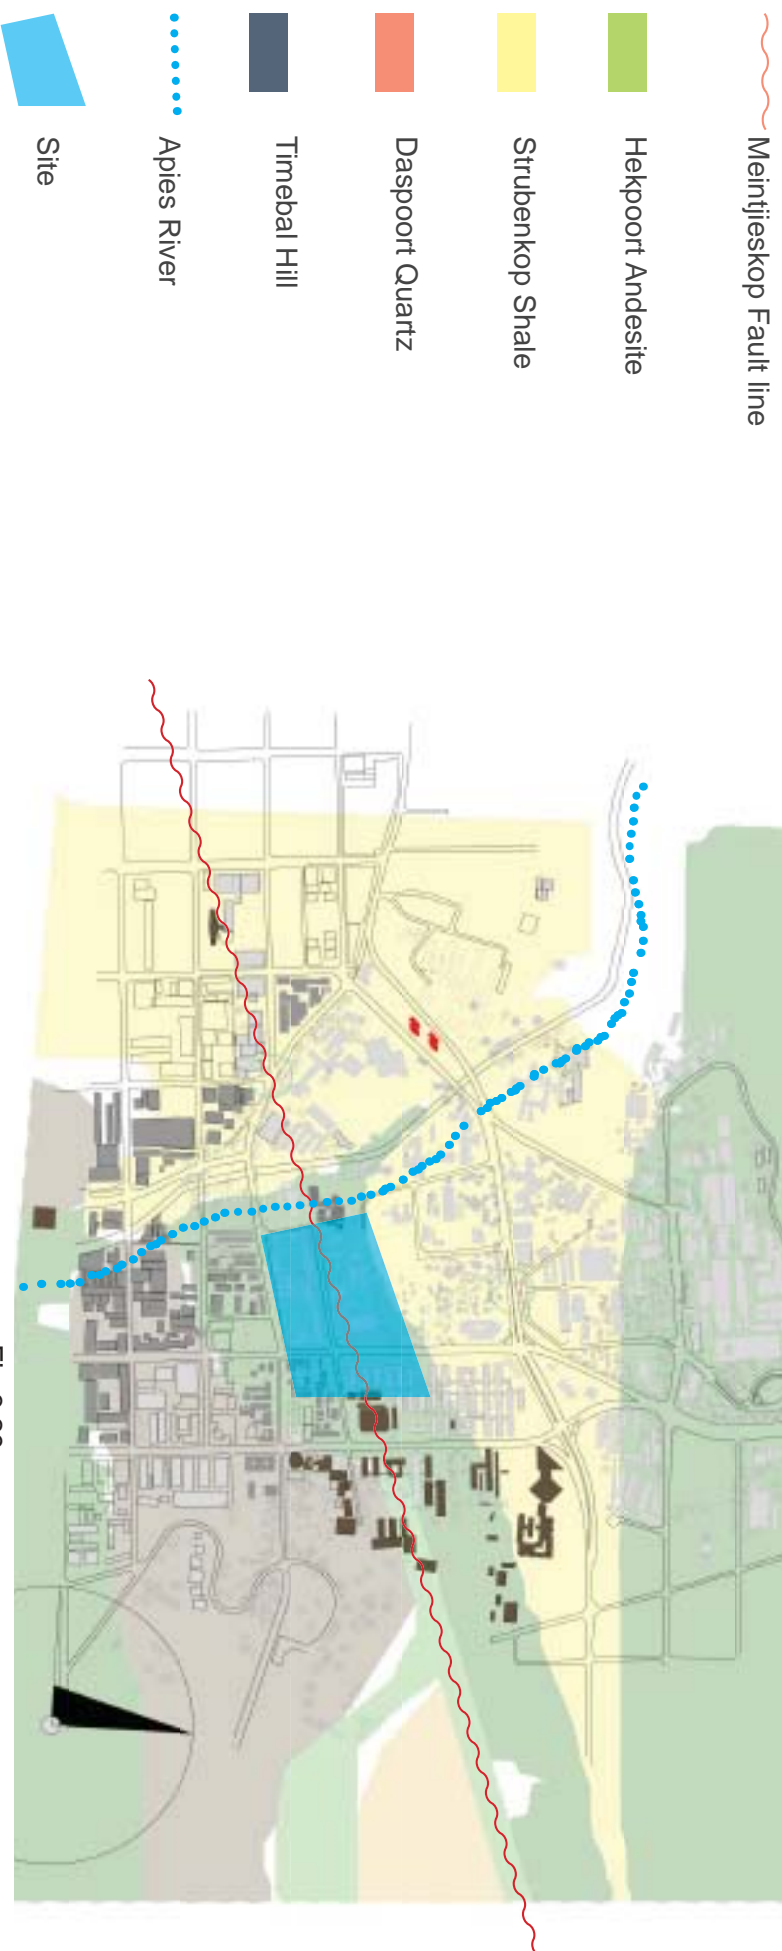 Meintjieskop Fault line
Hekpoort Andesite
Strubenkop Shale
Daspoort Quartz
Timebal Hill
Apies River
Site